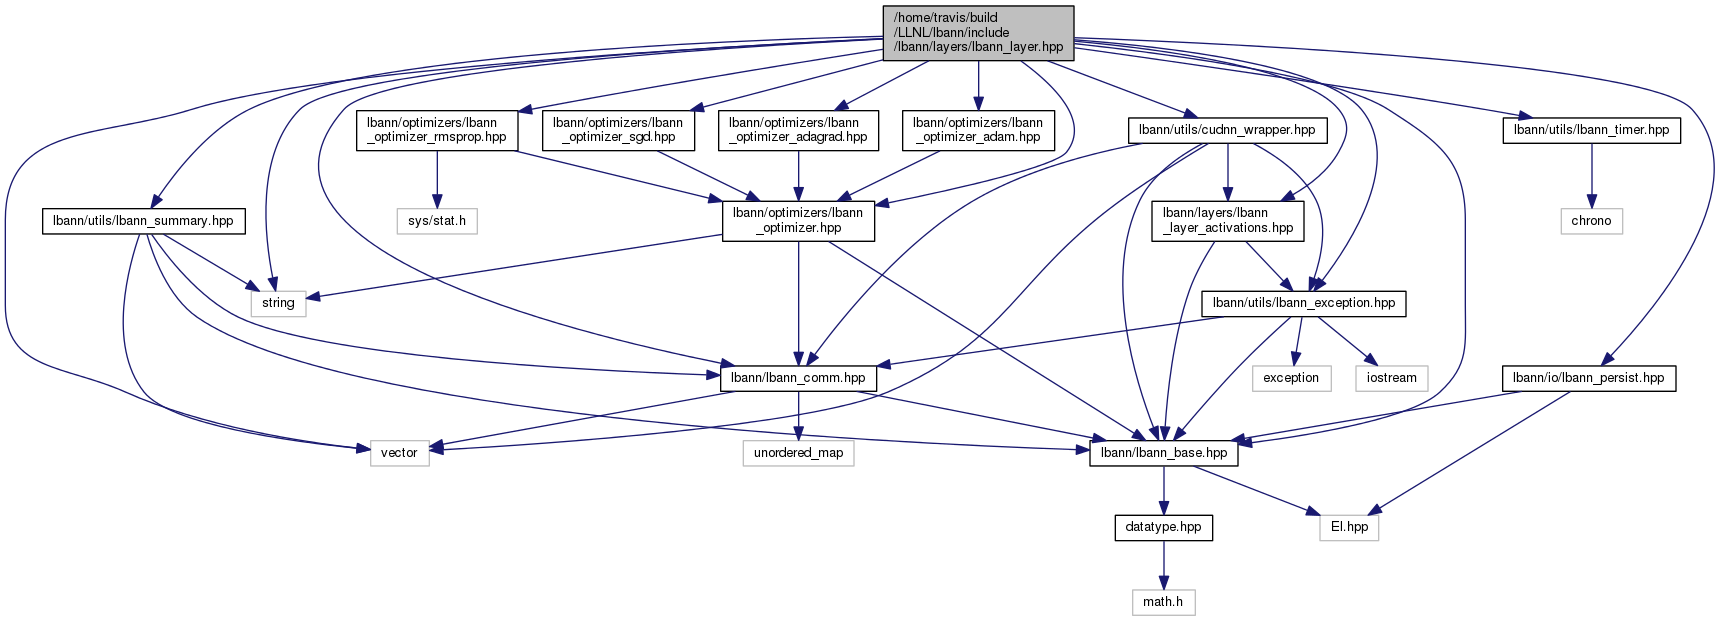 /home/travis/build
/LLNL/lbann/include
/lbann/layers/lbann_layer.hpp
lbann/optimizers/lbann
_optimizer_rmsprop.hpp
lbann/optimizers/lbann
_optimizer_sgd.hpp
lbann/optimizers/lbann
_optimizer_adagrad.hpp
lbann/optimizers/lbann
_optimizer_adam.hpp
lbann/utils/cudnn_wrapper.hpp
lbann/utils/lbann_timer.hpp
lbann/utils/lbann_summary.hpp
sys/stat.h
lbann/optimizers/lbann
_optimizer.hpp
lbann/layers/lbann
_layer_activations.hpp
chrono
string
lbann/utils/lbann_exception.hpp
lbann/lbann_comm.hpp
exception
iostream
lbann/io/lbann_persist.hpp
vector
unordered_map
lbann/lbann_base.hpp
datatype.hpp
El.hpp
math.h